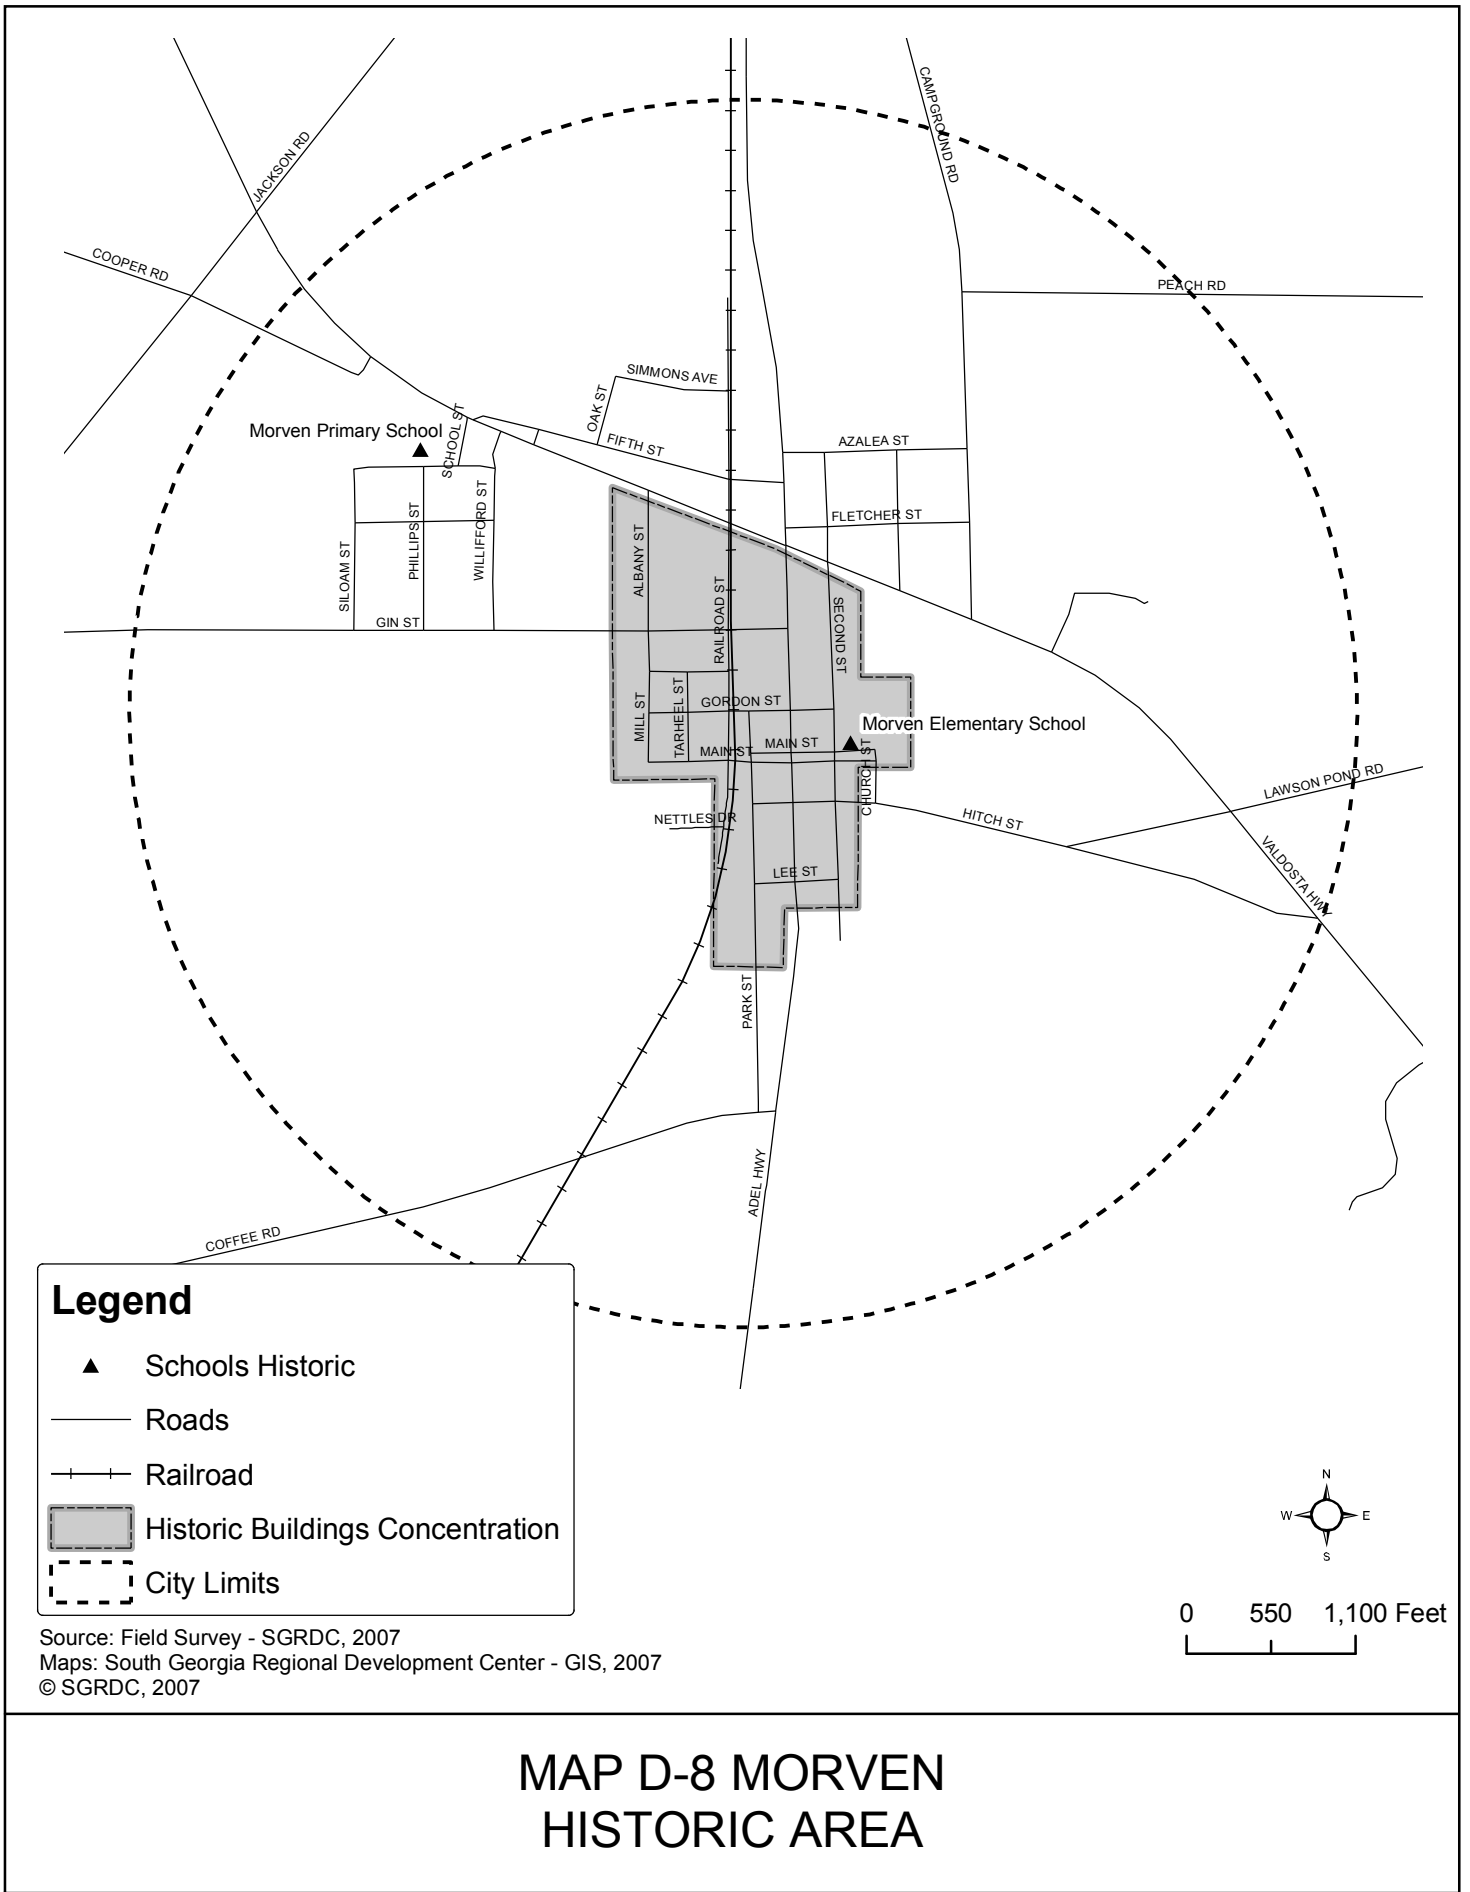 CAMPGROUND RD
JACKSON RD
COOPER RD
PEACH RD
SIMMONS AVE
OAK ST
Morven Primary School
SCHOOL ST
FIFTH ST
AZALEA ST
FLETCHER ST
SILOAM ST
PHILLIPS ST
WILLIFFORD ST
ALBANY ST
RAILROAD ST
SECOND ST
GIN ST
MILL ST
TARHEEL ST
GORDON ST
Morven Elementary School
MAIN ST
MAIN ST
CHURCH ST
LAWSON POND RD
NETTLES DR
HITCH ST
VALDOSTA HWY
LEE ST
PARK ST
ADEL HWY
COFFEE RD
Legend
Schools Historic
Roads
Railroad
Historic Buildings Concentration
City Limits
N
W E
S
0 550 1,100 Feet
Source: Field Survey - SGRDC, 2007
Maps: South Georgia Regional Development Center - GIS, 2007
© SGRDC, 2007
MAP D-8 MORVEN
HISTORIC AREA